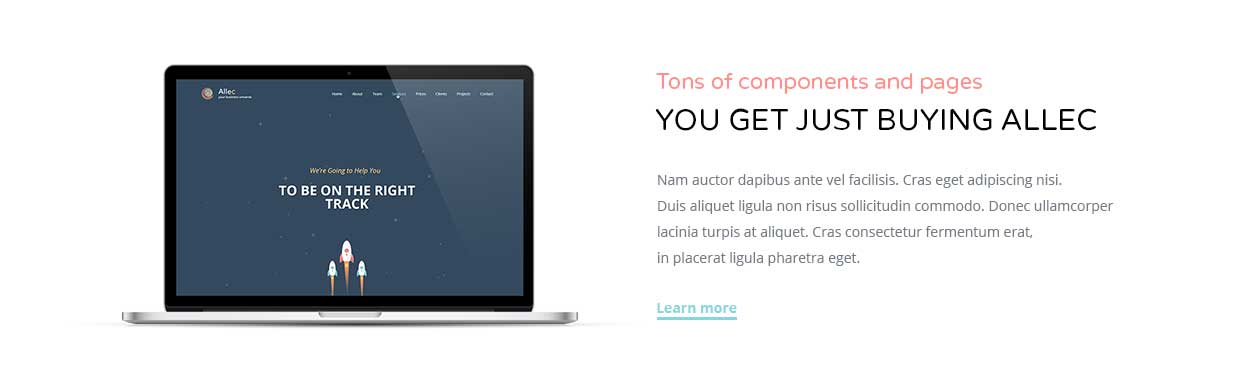 Allec
your business universe
Home About Team Services Prices Clients Projects Contact
We're Going to Help You
TO BE ON THE RIGHT
TRACK
Tons of components and pages
YOU GET JUST BUYING ALLEC
Nam auctor dapibus ante vel facilisis. Cras eget adipiscing nisi.
Duis aliquet ligula non risus sollicitudin commodo. Donec ullamcorper
lacinia turpis at aliquet. Cras consectetur fermentum erat,
in placerat ligula pharetra eget.
Learn more